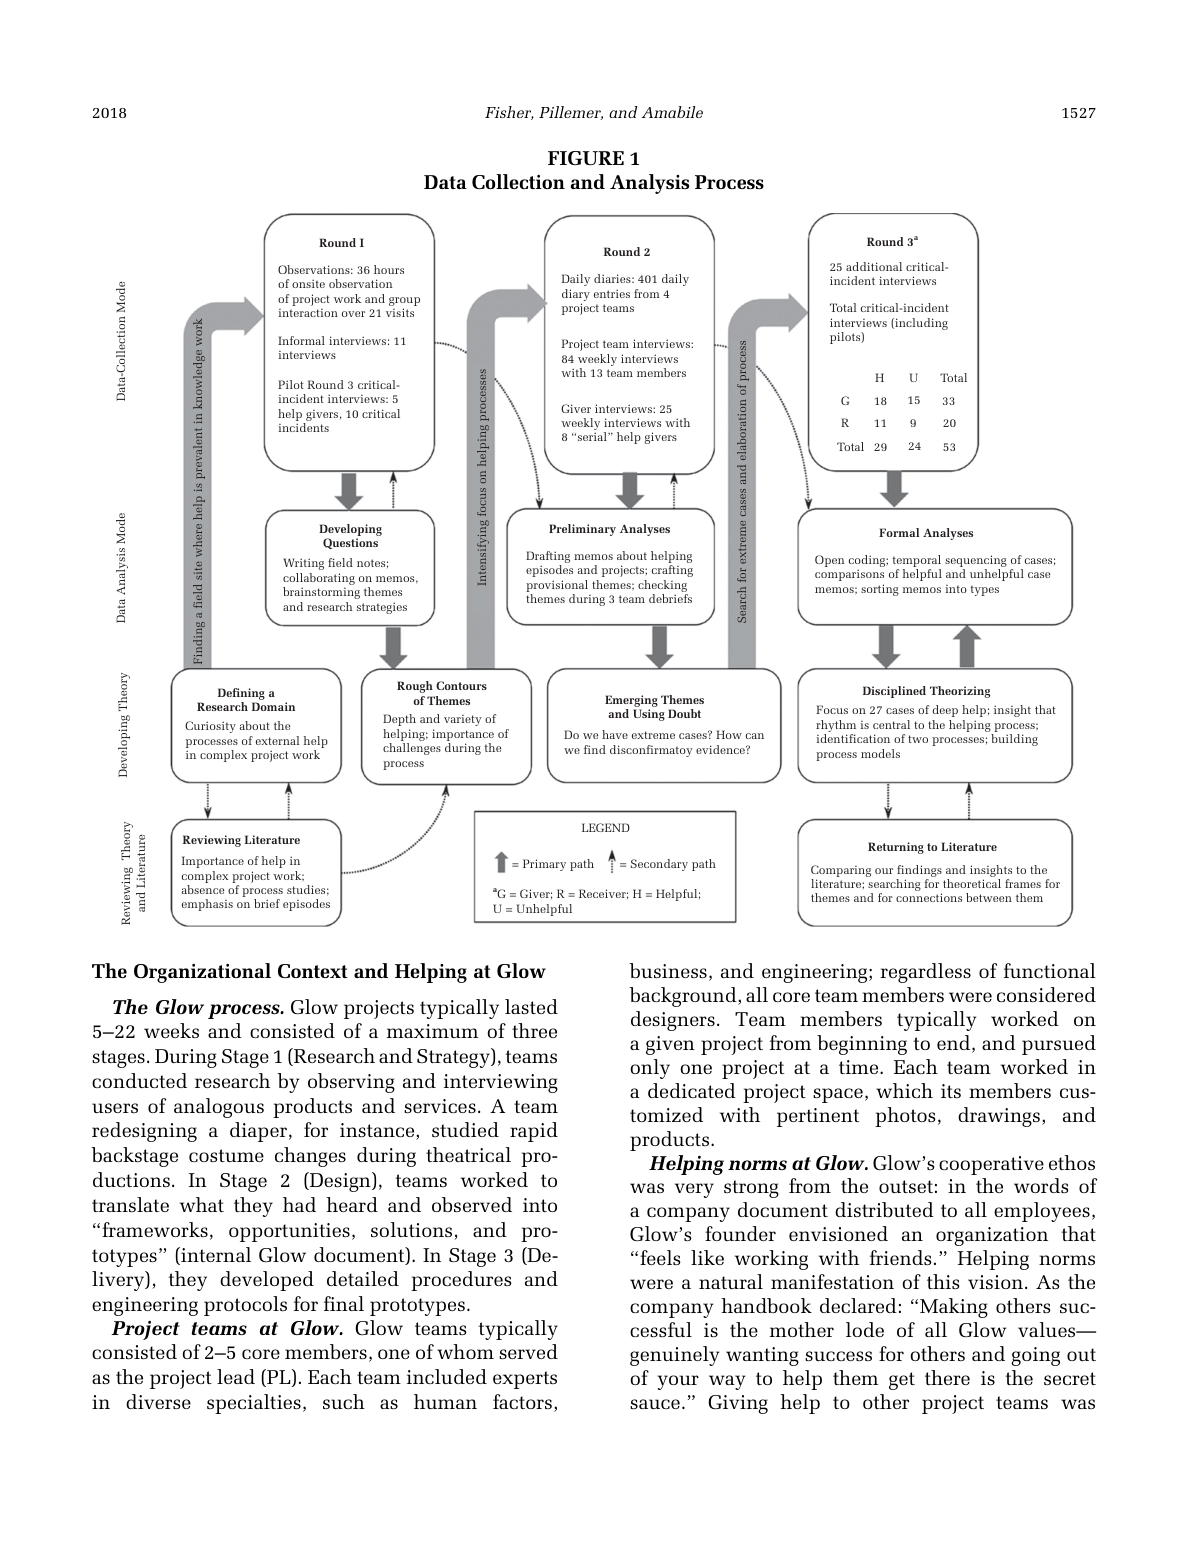 2018
Fisher, Pillemer, and Amabile
1527
FIGURE 1
Data Collection and Analysis Process
Data-Collection Mode
Data Analysis Mode
Developing Theory
Reviewing Theory
and Literature
Finding a field site where help is prevalent in knowledge work
Round I
Observations: 36 hours
of onsite observation
of project work and group
interaction over 21 visits
Informal interviews: 11
interviews
Pilot Round 3 critical-
incident interviews: 5
help givers, 10 critical
incidents
Intensifying focus on helping processes
Round 2
Daily diaries: 401 daily
diary entries from 4
project teams
Project team interviews:
84 weekly interviews
with 13 team members
Giver interviews: 25
weekly interviews with
8 “serial” help givers
Search for extreme cases and elaboration of process
Round 3a
25 additional critical-
incident interviews
Total critical-incident
interviews (including
pilots)
H U Total
G 18 15 33
R 11 9 20
Total 29 24 53
Developing
Questions
Writing field notes;
collaborating on memos,
brainstorming themes
and research strategies
Preliminary Analyses
Drafting memos about helping
episodes and projects; crafting
provisional themes; checking
themes during 3 team debriefs
Formal Analyses
Open coding; temporal sequencing of cases;
comparisons of helpful and unhelpful case
memos; sorting memos into types
Defining a
Research Domain
Curiosity about the
processes of external help
in complex project work
Rough Contours
of Themes
Depth and variety of
helping; importance of
challenges during the
process
Emerging Themes
and Using Doubt
Do we have extreme cases? How can
we find disconfirmatoy evidence?
Disciplined Theorizing
Focus on 27 cases of deep help; insight that
rhythm is central to the helping process;
identification of two processes; building
process models
Reviewing Literature
Importance of help in
complex project work;
absence of process studies;
emphasis on brief episodes
LEGEND
= Primary path = Secondary path
aG = Giver; R = Receiver; H = Helpful;
U = Unhelpful
Returning to Literature
Comparing our findings and insights to the
literature; searching for theoretical frames for
themes and for connections between them
The Organizational Context and Helping at Glow
The Glow process. Glow projects typically lasted
5–22 weeks and consisted of a maximum of three
stages. During Stage 1 (Research and Strategy), teams
conducted research by observing and interviewing
users of analogous products and services. A team
redesigning a diaper, for instance, studied rapid
backstage costume changes during theatrical pro-
ductions. In Stage 2 (Design), teams worked to
translate what they had heard and observed into
“frameworks, opportunities, solutions, and pro-
totypes” (internal Glow document). In Stage 3 (De-
livery), they developed detailed procedures and
engineering protocols for final prototypes.
Project teams at Glow. Glow teams typically
consisted of 2–5 core members, one of whom served
as the project lead (PL). Each team included experts
in diverse specialties, such as human factors,
business, and engineering; regardless of functional
background, all core team members were considered
designers. Team members typically worked on
a given project from beginning to end, and pursued
only one project at a time. Each team worked in
a dedicated project space, which its members cus-
tomized with pertinent photos, drawings, and
products.
Helping norms at Glow. Glow’s cooperative ethos
was very strong from the outset: in the words of
a company document distributed to all employees,
Glow’s founder envisioned an organization that
“feels like working with friends.” Helping norms
were a natural manifestation of this vision. As the
company handbook declared: “Making others suc-
cessful is the mother lode of all Glow values—
genuinely wanting success for others and going out
of your way to help them get there is the secret
sauce.” Giving help to other project teams was